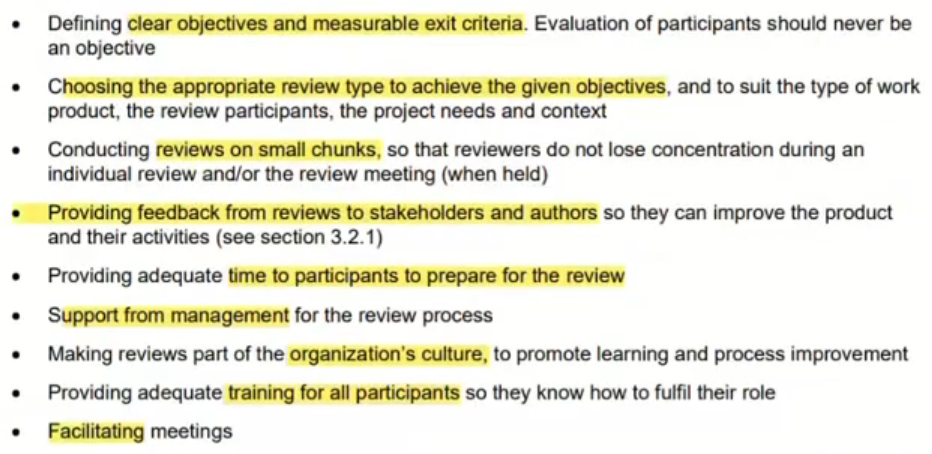 • Defining clear objectives and measurable exit criteria. Evaluation of participants should never be
an objective
• Choosing the appropriate review type to achieve the given objectives, and to suit the type of work
product, the review participants, the project needs and context
• Conducting reviews on small chunks, so that reviewers do not lose concentration during an
individual review and/or the review meeting (when held)
• Providing feedback from reviews to stakeholders and authors so they can improve the product
and their activities (see section 3.2.1)
• Providing adequate time to participants to prepare for the review
• Support from management for the review process
• Making reviews part of the organization's culture, to promote learning and process improvement
• Providing adequate training for all participants so they know how to fulfil their role
• Facilitating meetings